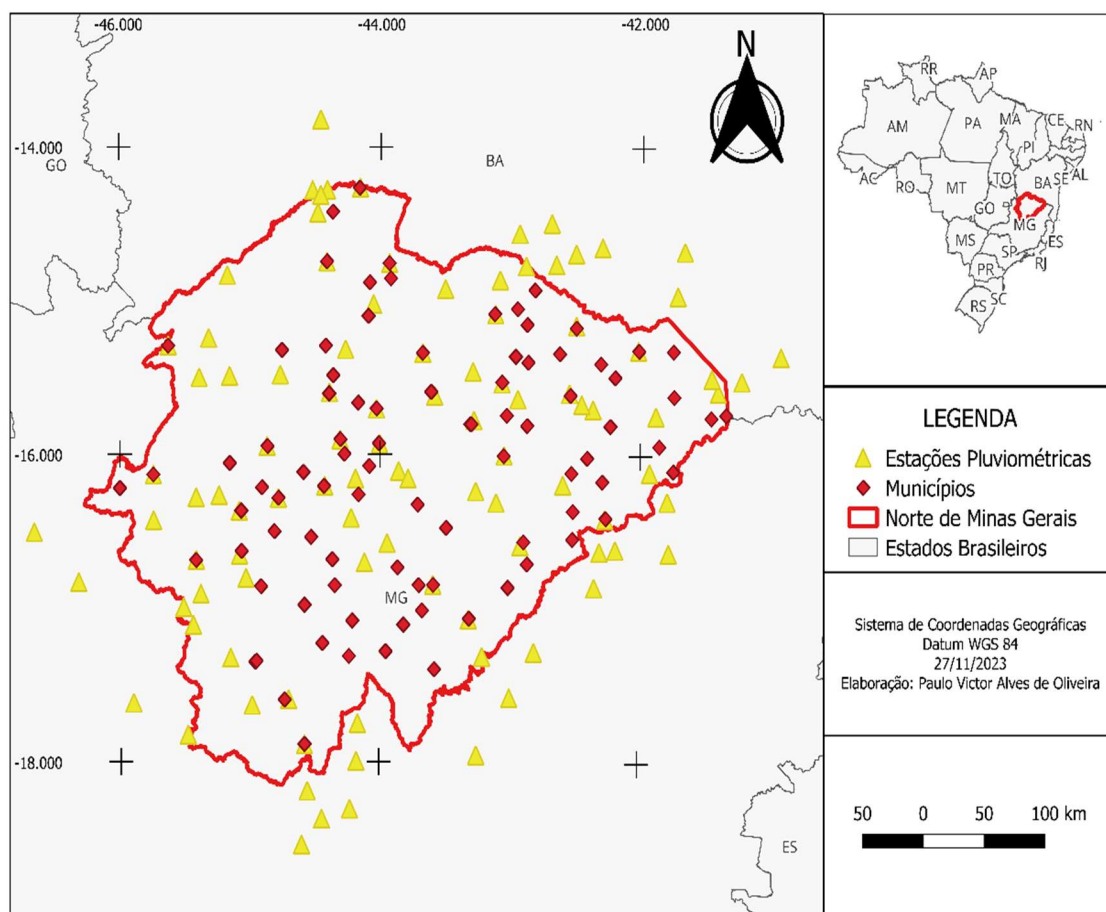 -46.000
-44.000
-42.000
N
-14.000
GO
BA
-16.000
MG
-18.000
ES
RR
AP
AM
PA
MA
CE
RN
PI
AC
RO
TO
AL
SE
MT
BA
GO
MG
MS
ES
SP
RJ
PR
SC
RS
LEGENDA
Estações Pluviométricas
Municípios
Norte de Minas Gerais
Estados Brasileiros
Sistema de Coordenadas Geográficas
Datum WGS 84
27/11/2023
Elaboração: Paulo Victor Alves de Oliveira
50 0 50 100 km